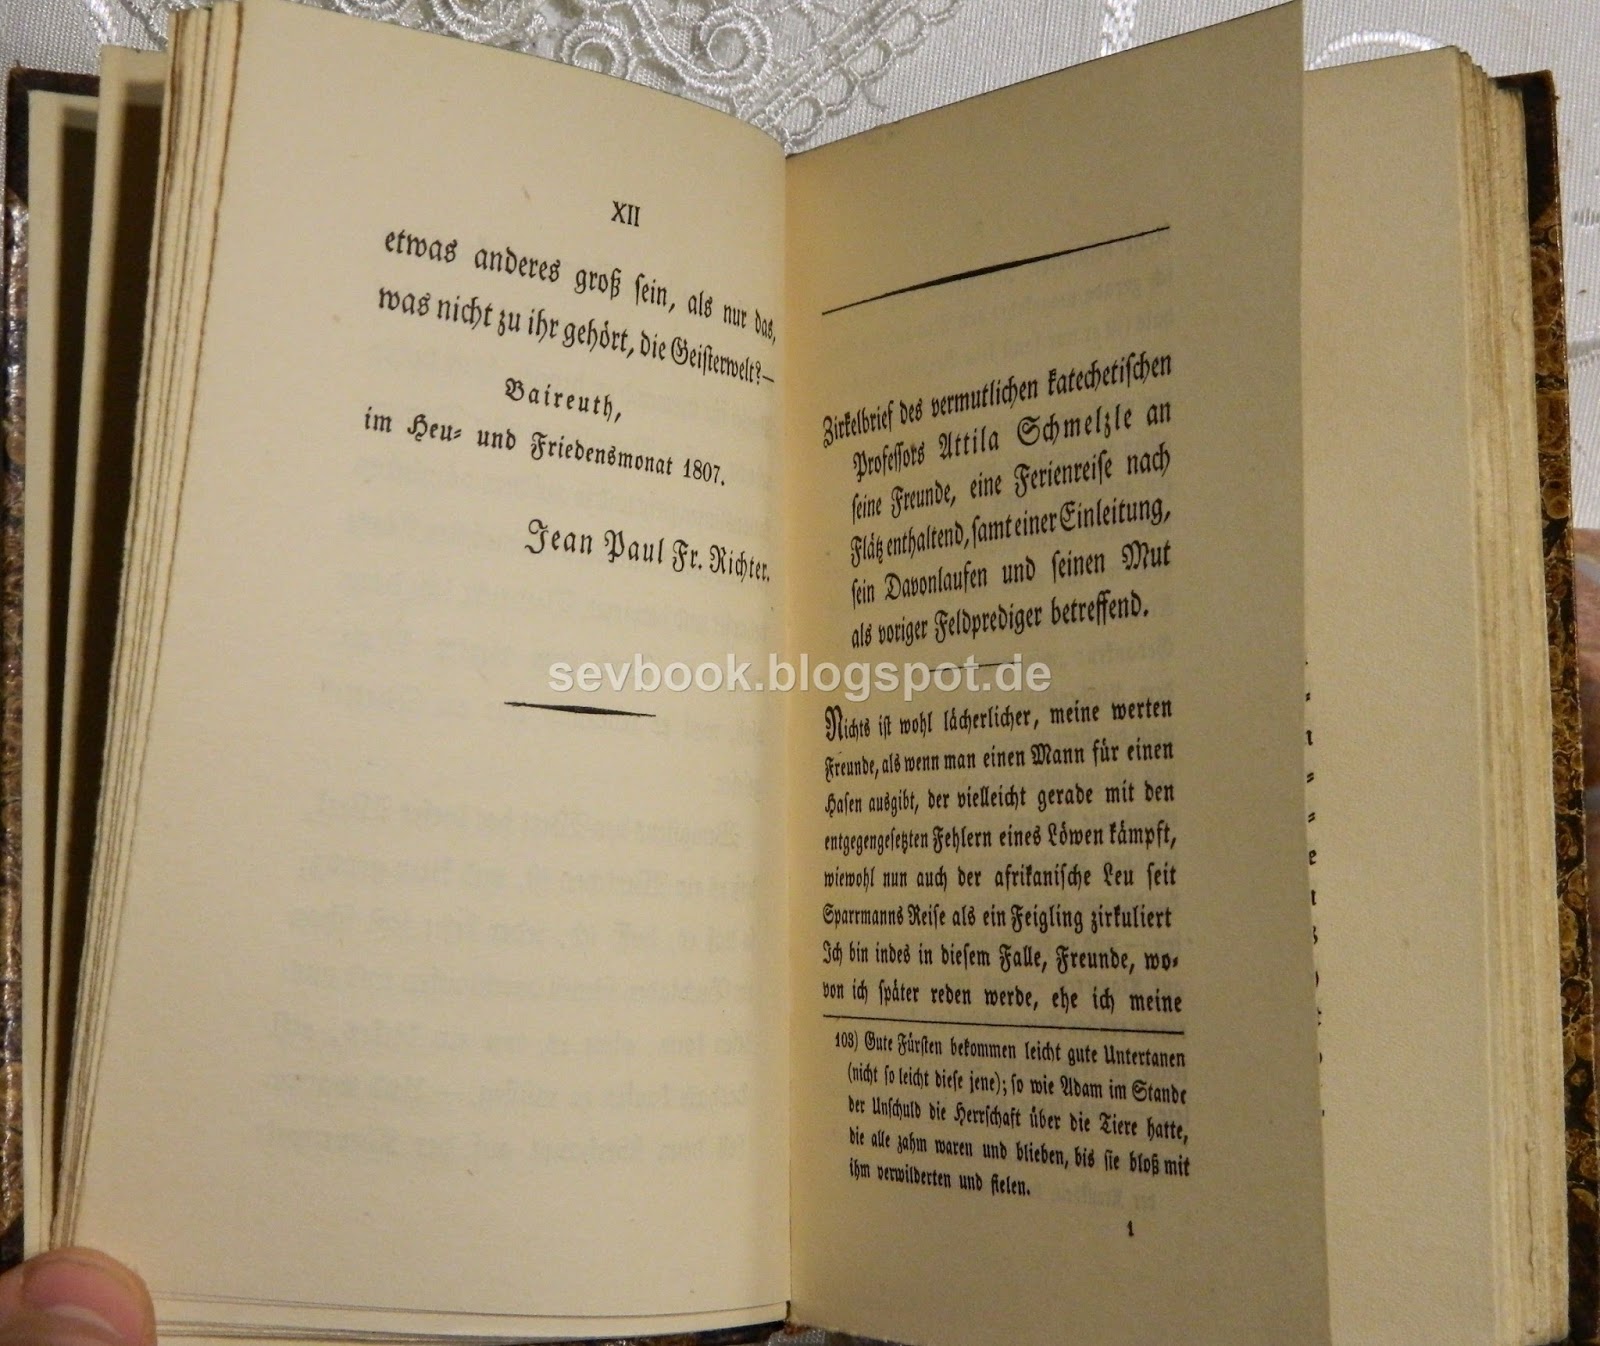 XII
etwas anderes groß sein, als nur das,
was nicht zu ihr gehört, die Geisterwelt?—
Baireuth,
im Heu- und Friedensmonat 1807.
Jean Paul Fr. Richter.
Zirkelbrief des vermutlichen katechetischen
Professors Attila Schmelzle an
seine Freunde, eine Ferienreise nach
Flätz enthaltend, samt einer Einleitung,
sein Davonlaufen und seinen Mut
als voriger Feldprediger betreffend.
sevbook.blogspot.de
Nichts ist wohl lächerlicher, meine werten
Freunde, als wenn man einen Mann für einen
Hasen ausgibt, der vielleicht gerade mit den
entgegengesetzten Fehlern eines Löwen kämpft,
wiewohl nun auch der afrikanische Leu seit
Sparrmanns Reise als ein Feigling zirkuliert
Ich bin indes in diesem Falle, Freunde, wo-
von ich später reden werde, ehe ich meine
103) Gute Fürsten bekommen leicht gute Untertanen
(nicht so leicht diese jene); so wie Adam im Stande
der Unschuld die Herrschaft über die Tiere hatte,
die alle zahm waren und blieben, bis sie bloß mit
ihm verwilderten und fielen.
1